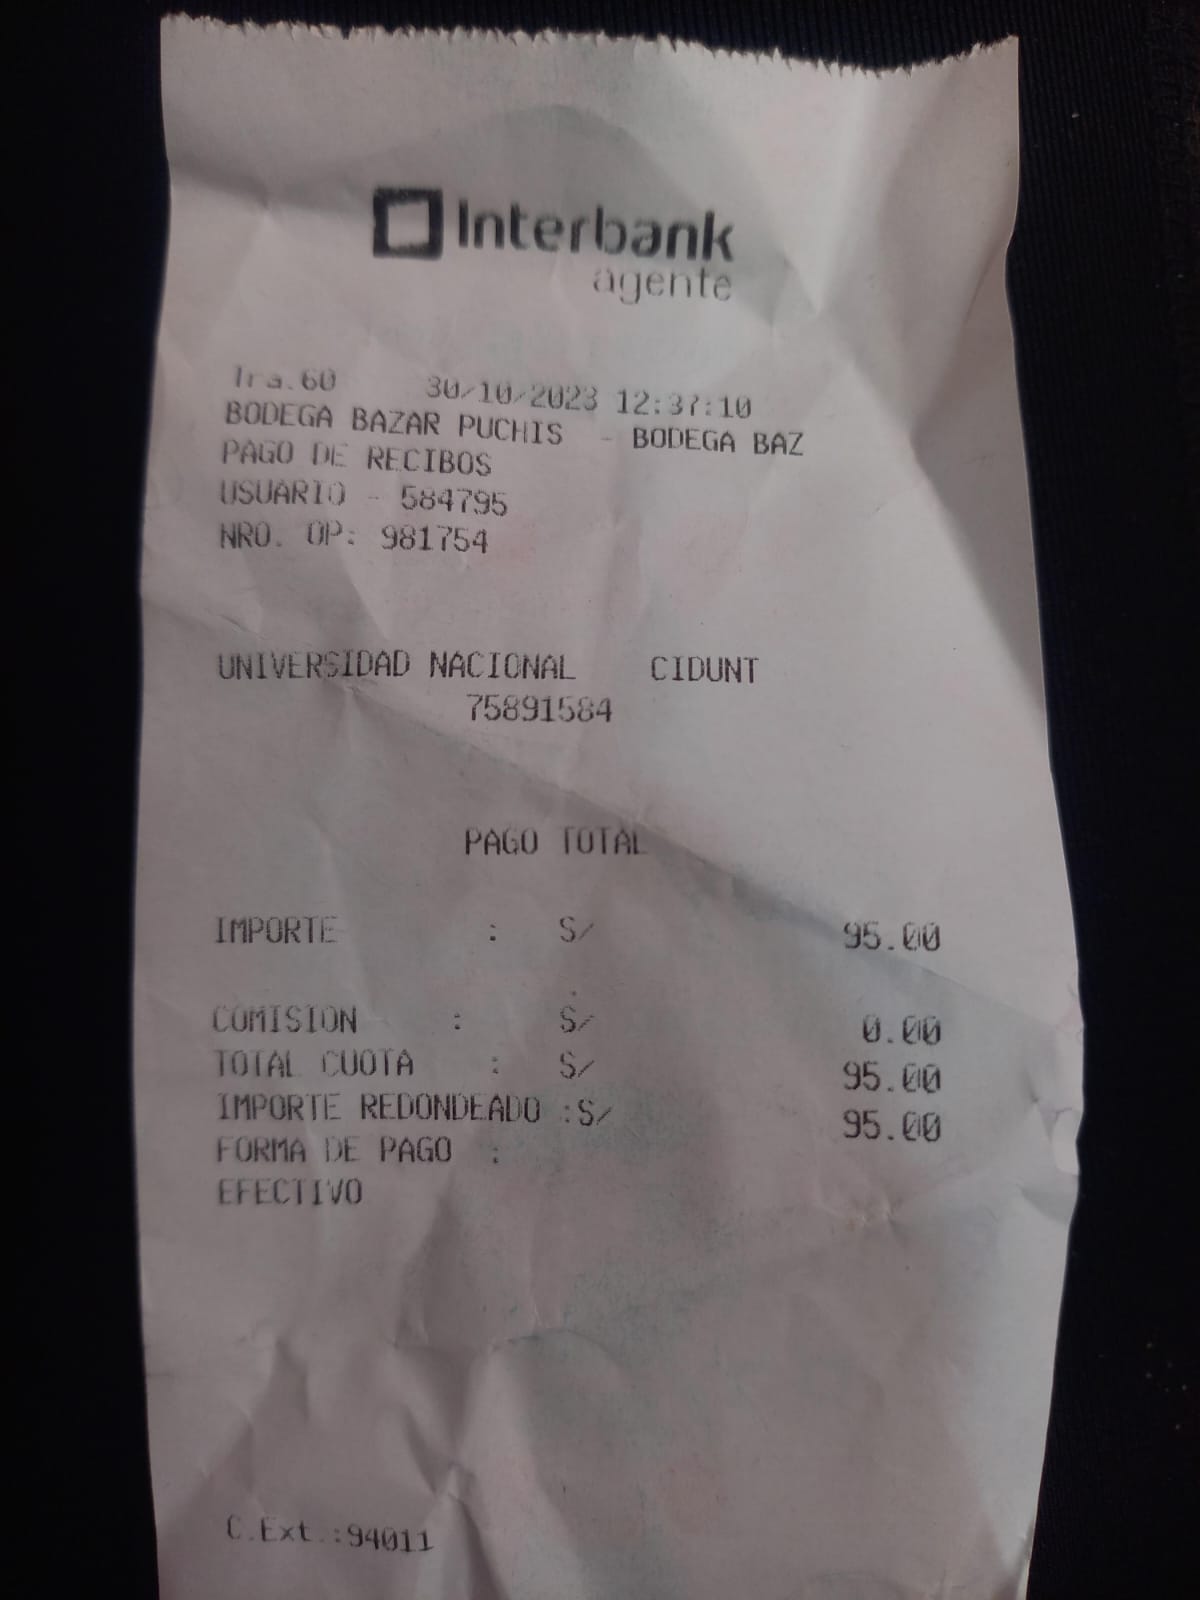 Interbank
agente
Tra.60 30/10/2023 12:37:10
BODEGA BAZAR PUCHIS - BODEGA BAZ
PAGO DE RECIBOS
USUARIO - 584795
NRO. OP: 981754
UNIVERSIDAD NACIONAL CIDUNT
75891584
PAGO TOTAL
IMPORTE : S/ 95.00
COMISION : S/ 0.00
TOTAL CUOTA : S/ 95.00
IMPORTE REDONDEADO :S/ 95.00
FORMA DE PAGO :
EFECTIVO
C.Ext.:94011